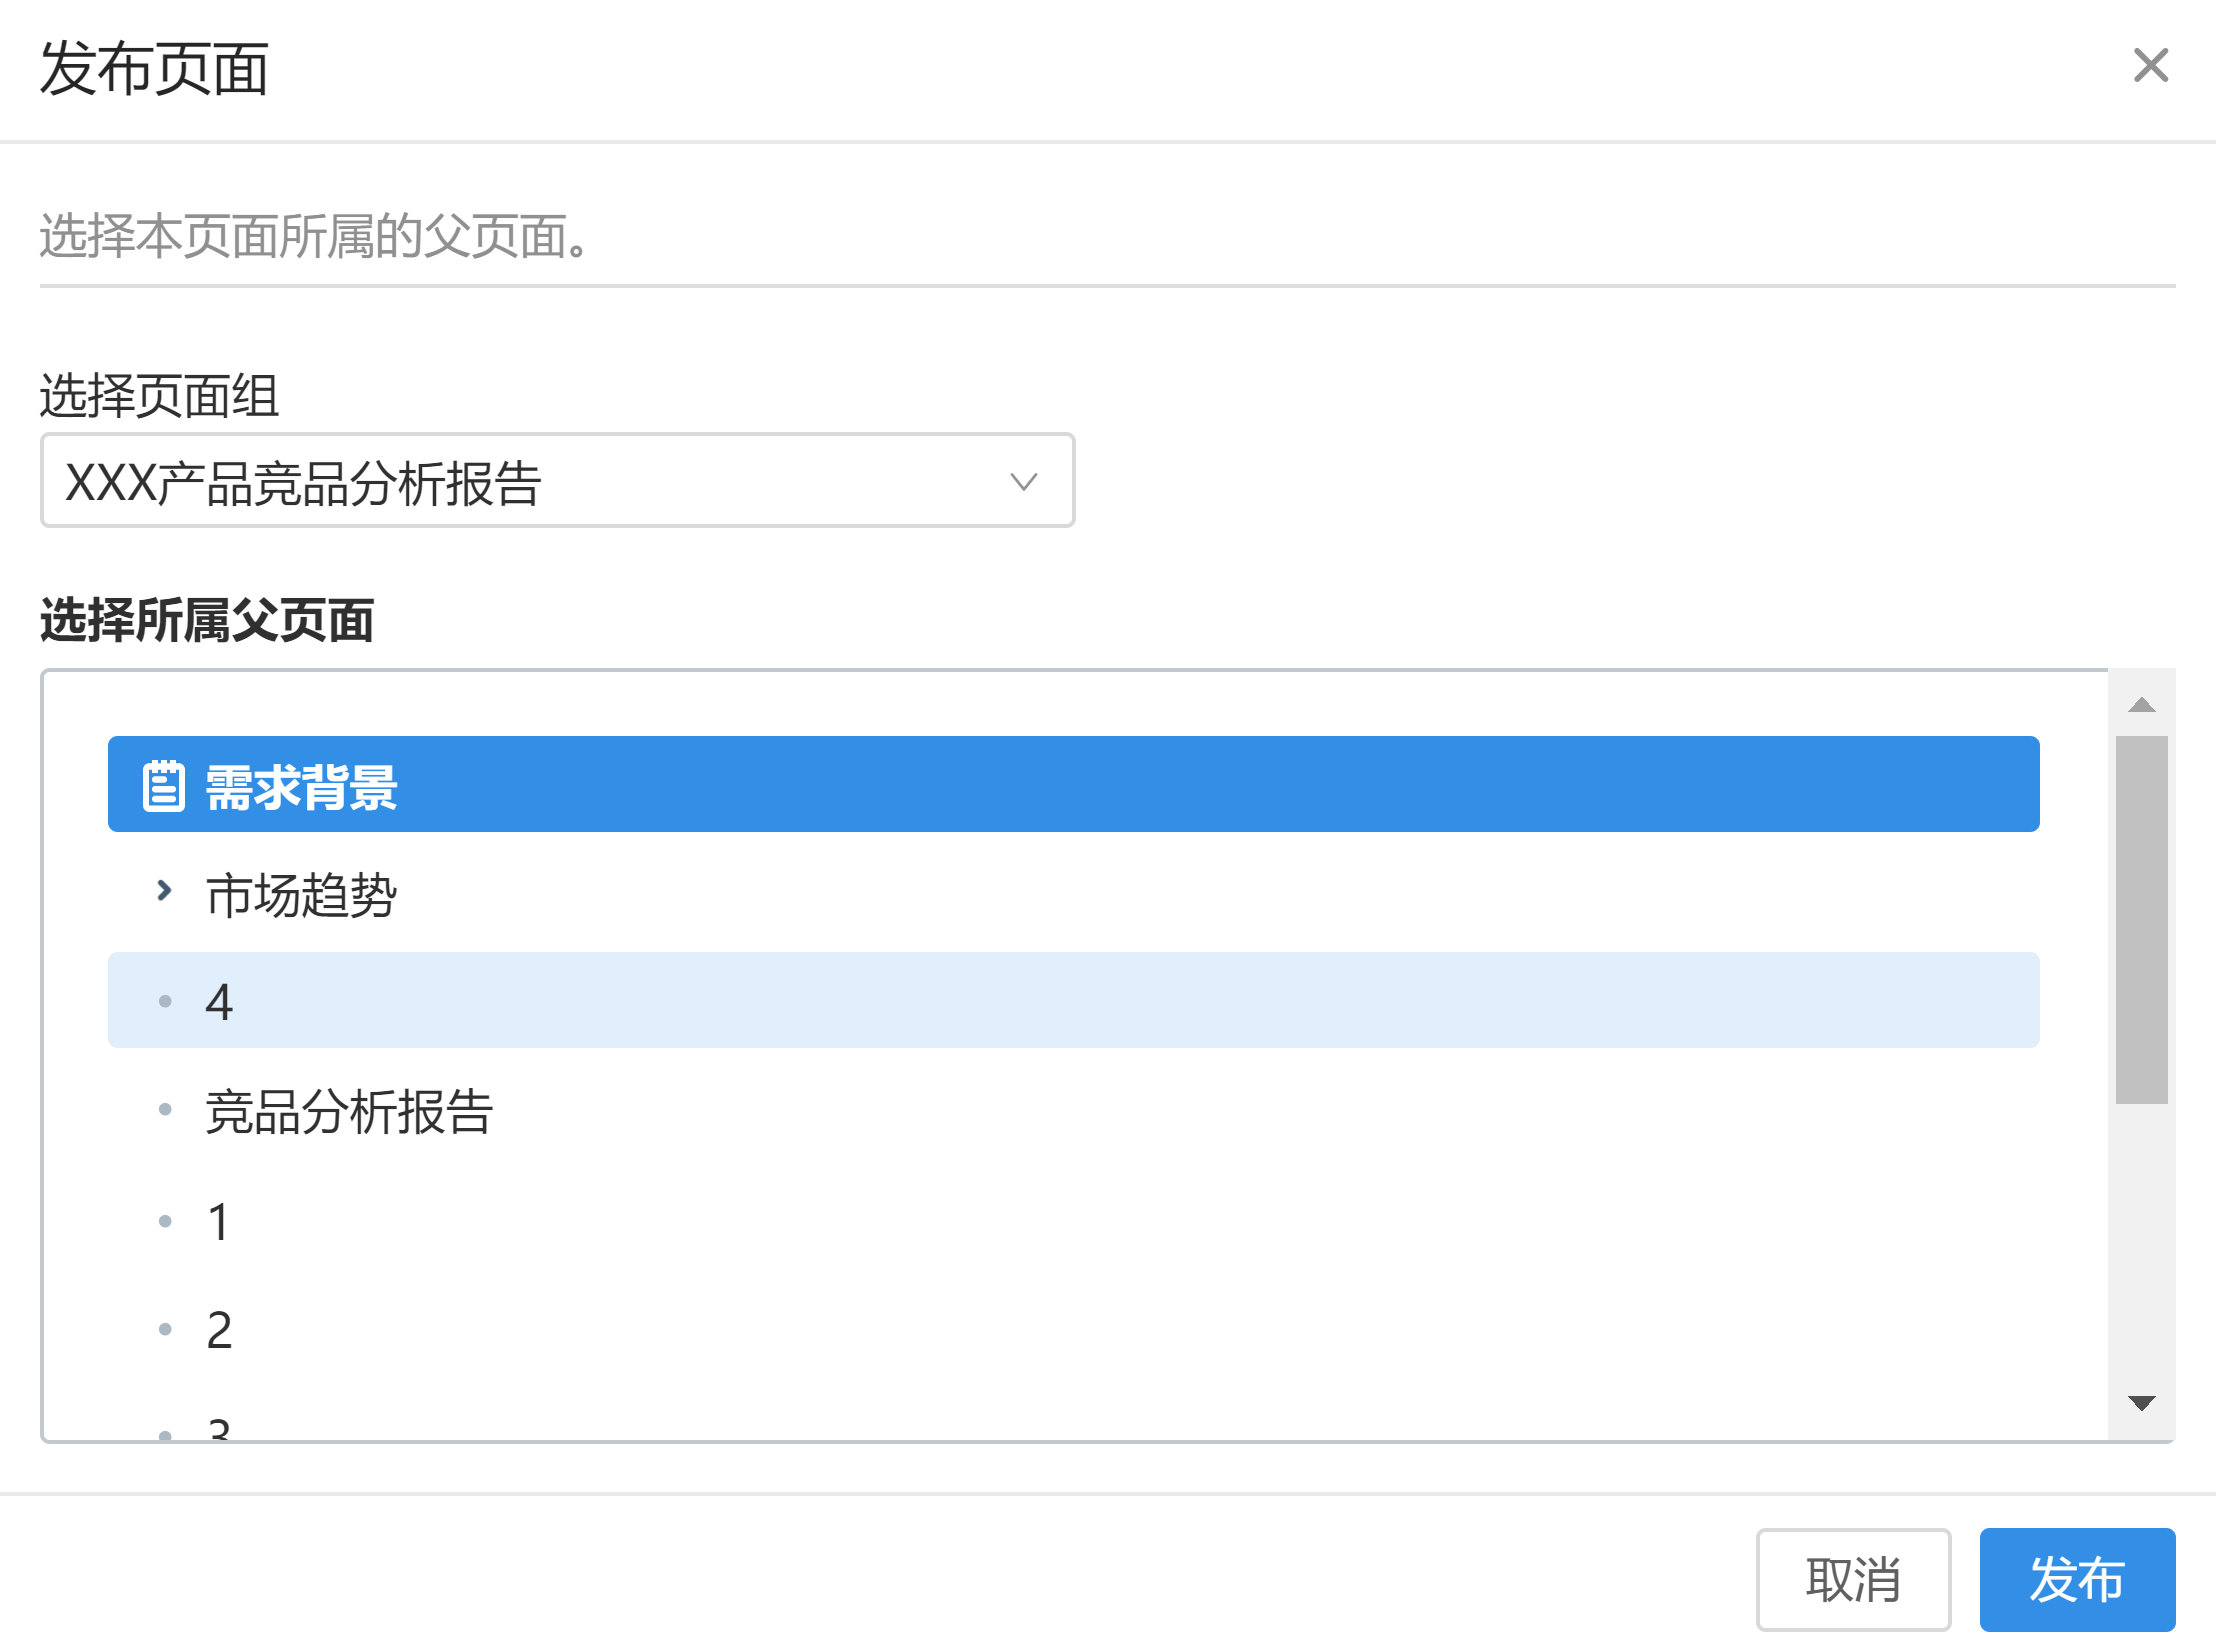 发布页面
选择本页面所属的父页面。
选择页面组
XXX产品竞品分析报告
选择所属父页面
需求背景
市场趋势
4
竞品分析报告
1
2
3
取消
发布